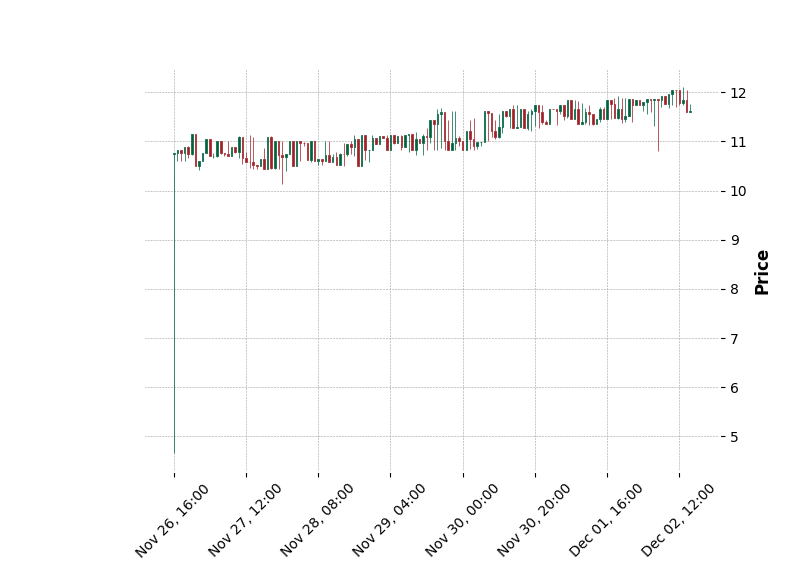 12
11
10
9
8
7
6
5
Price
Nov 26, 16:00
Nov 27, 12:00
Nov 28, 08:00
Nov 29, 04:00
Nov 30, 00:00
Nov 30, 20:00
Dec 01, 16:00
Dec 02, 12:00